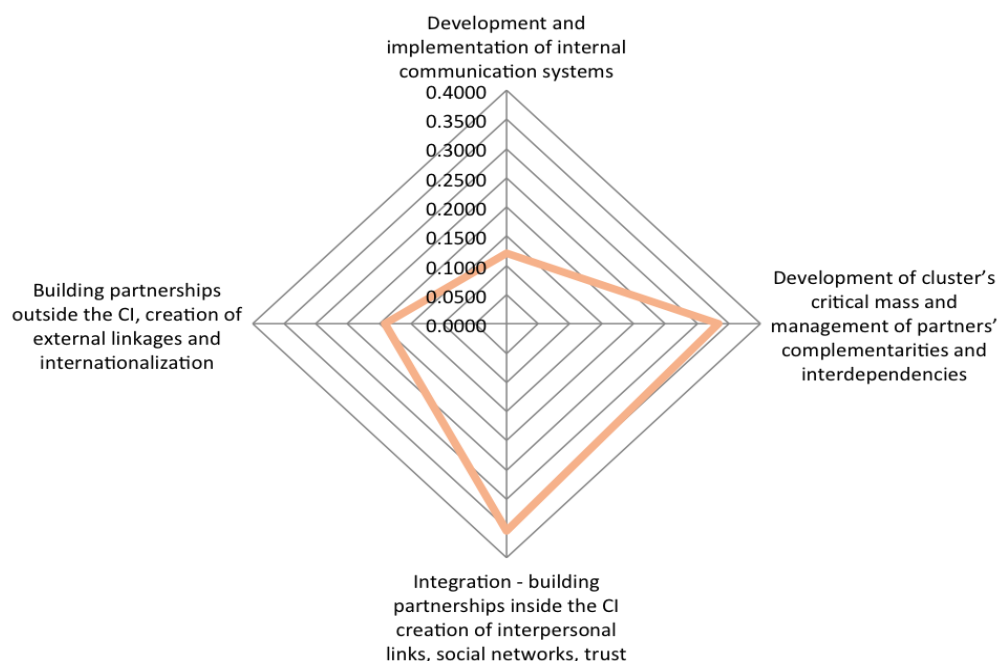 Development and
implementation of internal
communication systems
0.4000
0.3500
0.3000
0.2500
0.2000
0.1500
0.1000
0.0500
0.0000
Building partnerships
outside the CI, creation of
external linkages and
internationalization
Development of cluster’s
critical mass and
management of partners’
complementarities and
interdependencies
Integration - building
partnerships inside the CI
creation of interpersonal
links, social networks, trust